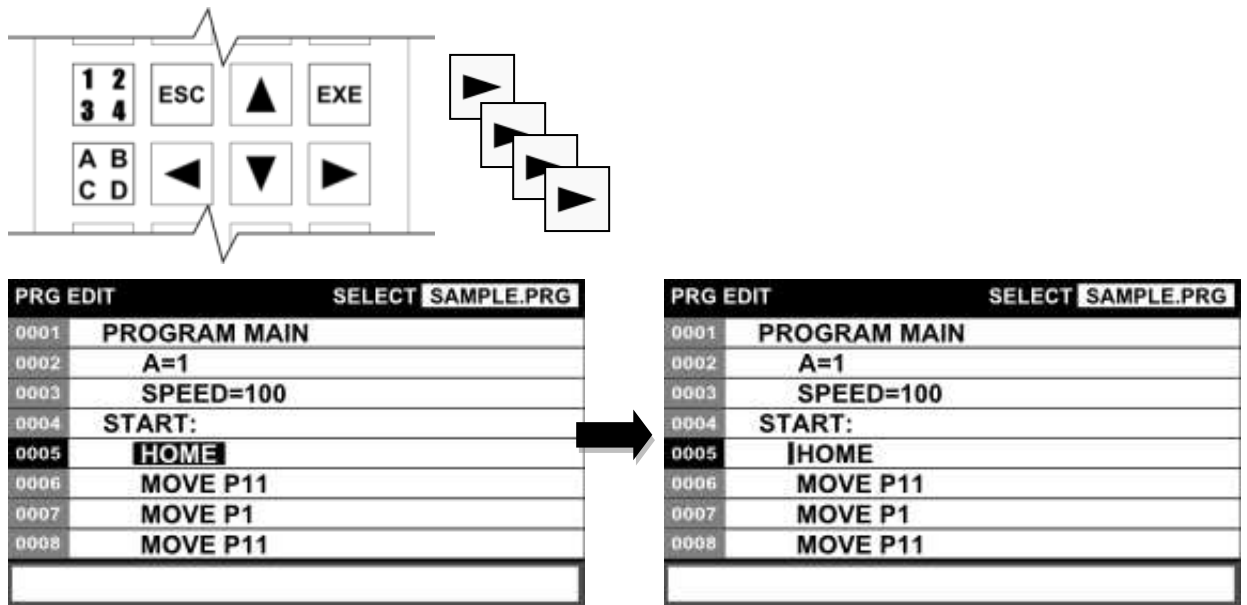 1 2
3 4
ESC
EXE
A B
C D
PRG EDIT SELECT SAMPLE.PRG
0001 PROGRAM MAIN
0002 A=1
0003 SPEED=100
0004 START:
0005 HOME
0006 MOVE P11
0007 MOVE P1
0008 MOVE P11
PRG EDIT SELECT SAMPLE.PRG
0001 PROGRAM MAIN
0002 A=1
0003 SPEED=100
0004 START:
0005 HOME
0006 MOVE P11
0007 MOVE P1
0008 MOVE P11